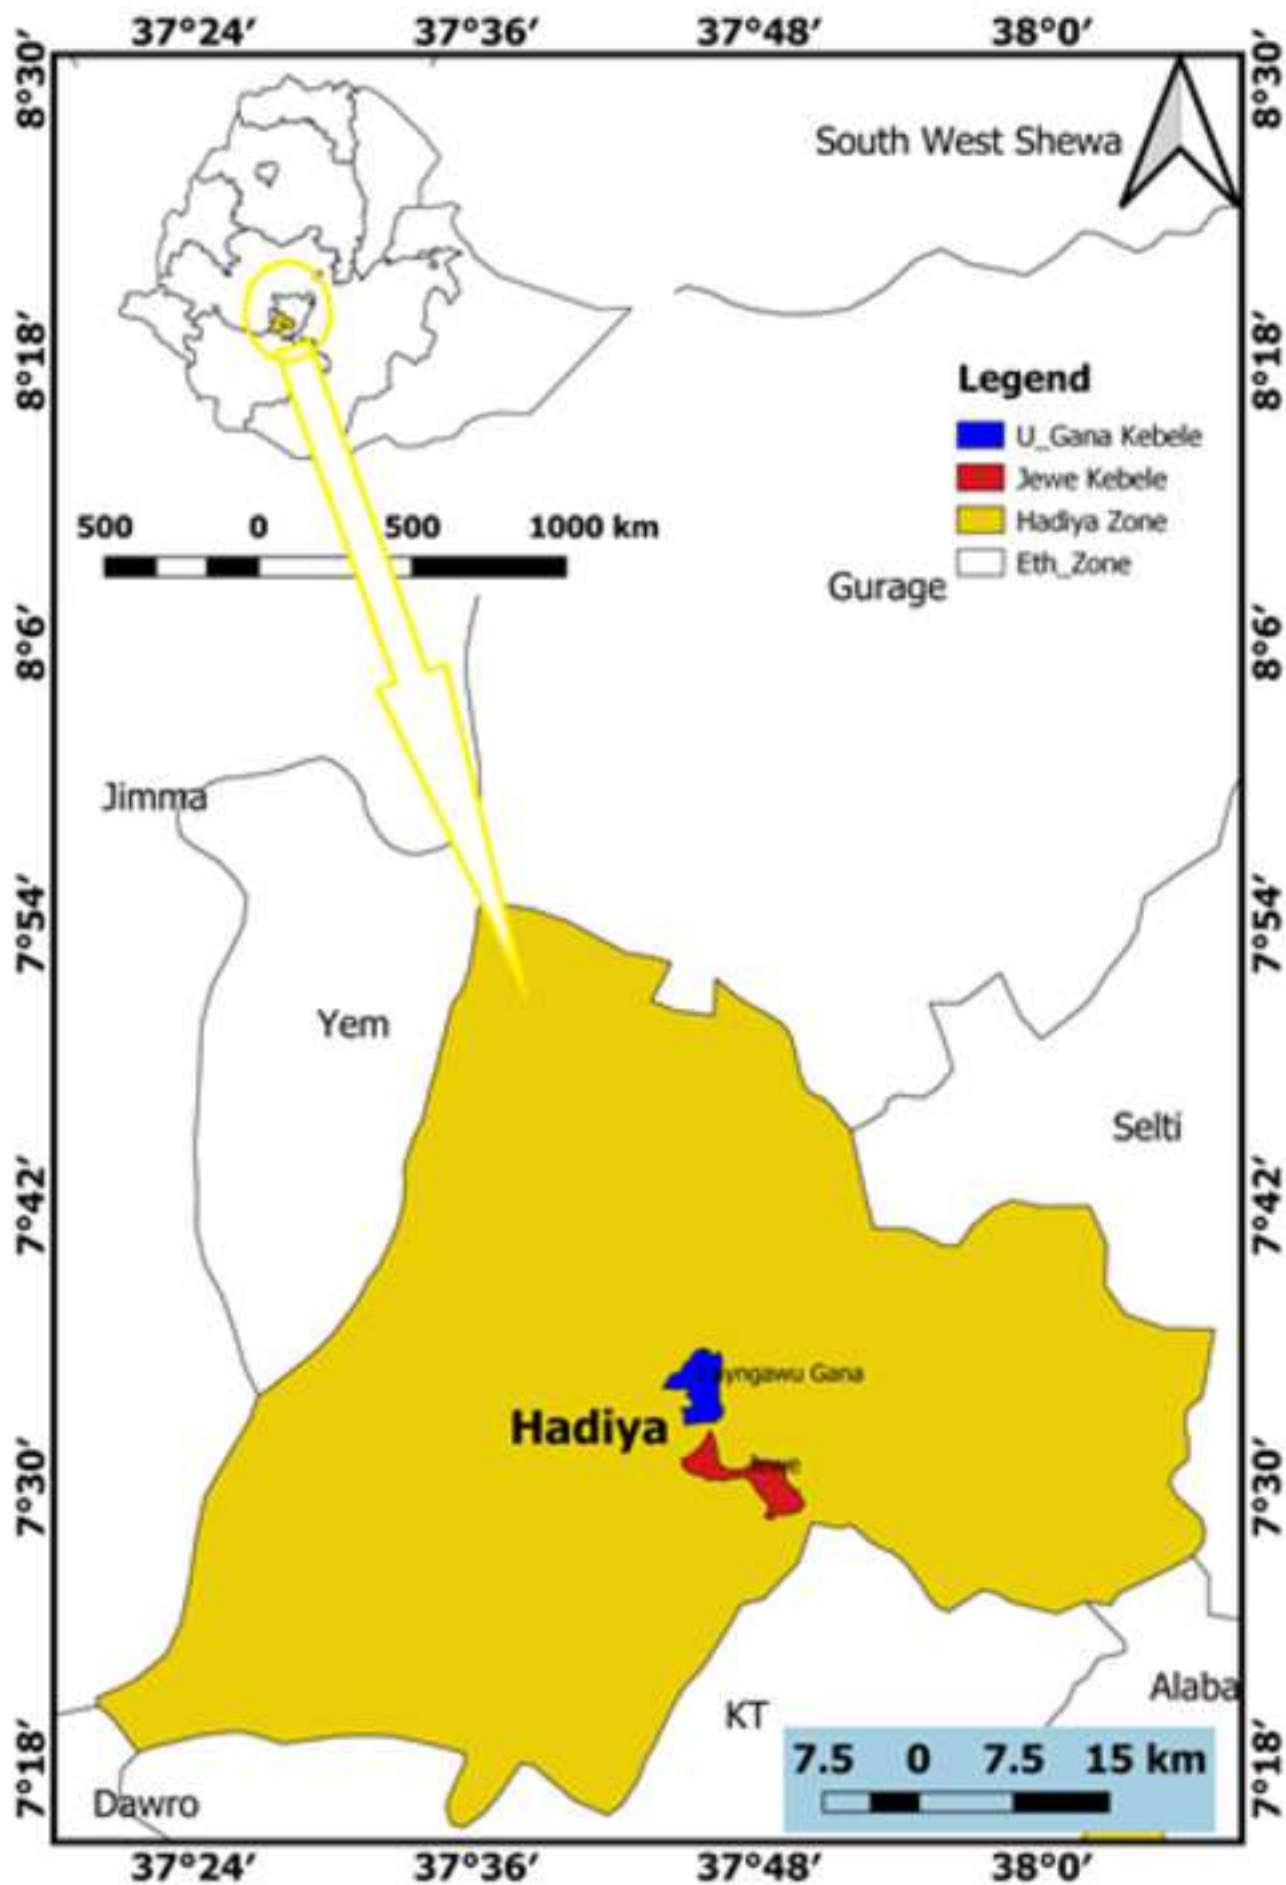 37°24′ 37°36′ 37°48′ 38°0′
8°30′ 8°30′
South West Shewa
8°18′ 8°18′
Legend
U_Gana Kebele
Jewe Kebele
Hadiya Zone
Eth_Zone
500 0 500 1000 km
Gurage
8°6′ 8°6′
Jimma
7°54′ 7°54′
Yem
Selti
7°42′ 7°42′
Gana
Hadiya
7°30′ 7°30′
Alaba
KT
7.5 0 7.5 15 km
7°18′ 7°18′
Dawro
37°24′ 37°36′ 37°48′ 38°0′